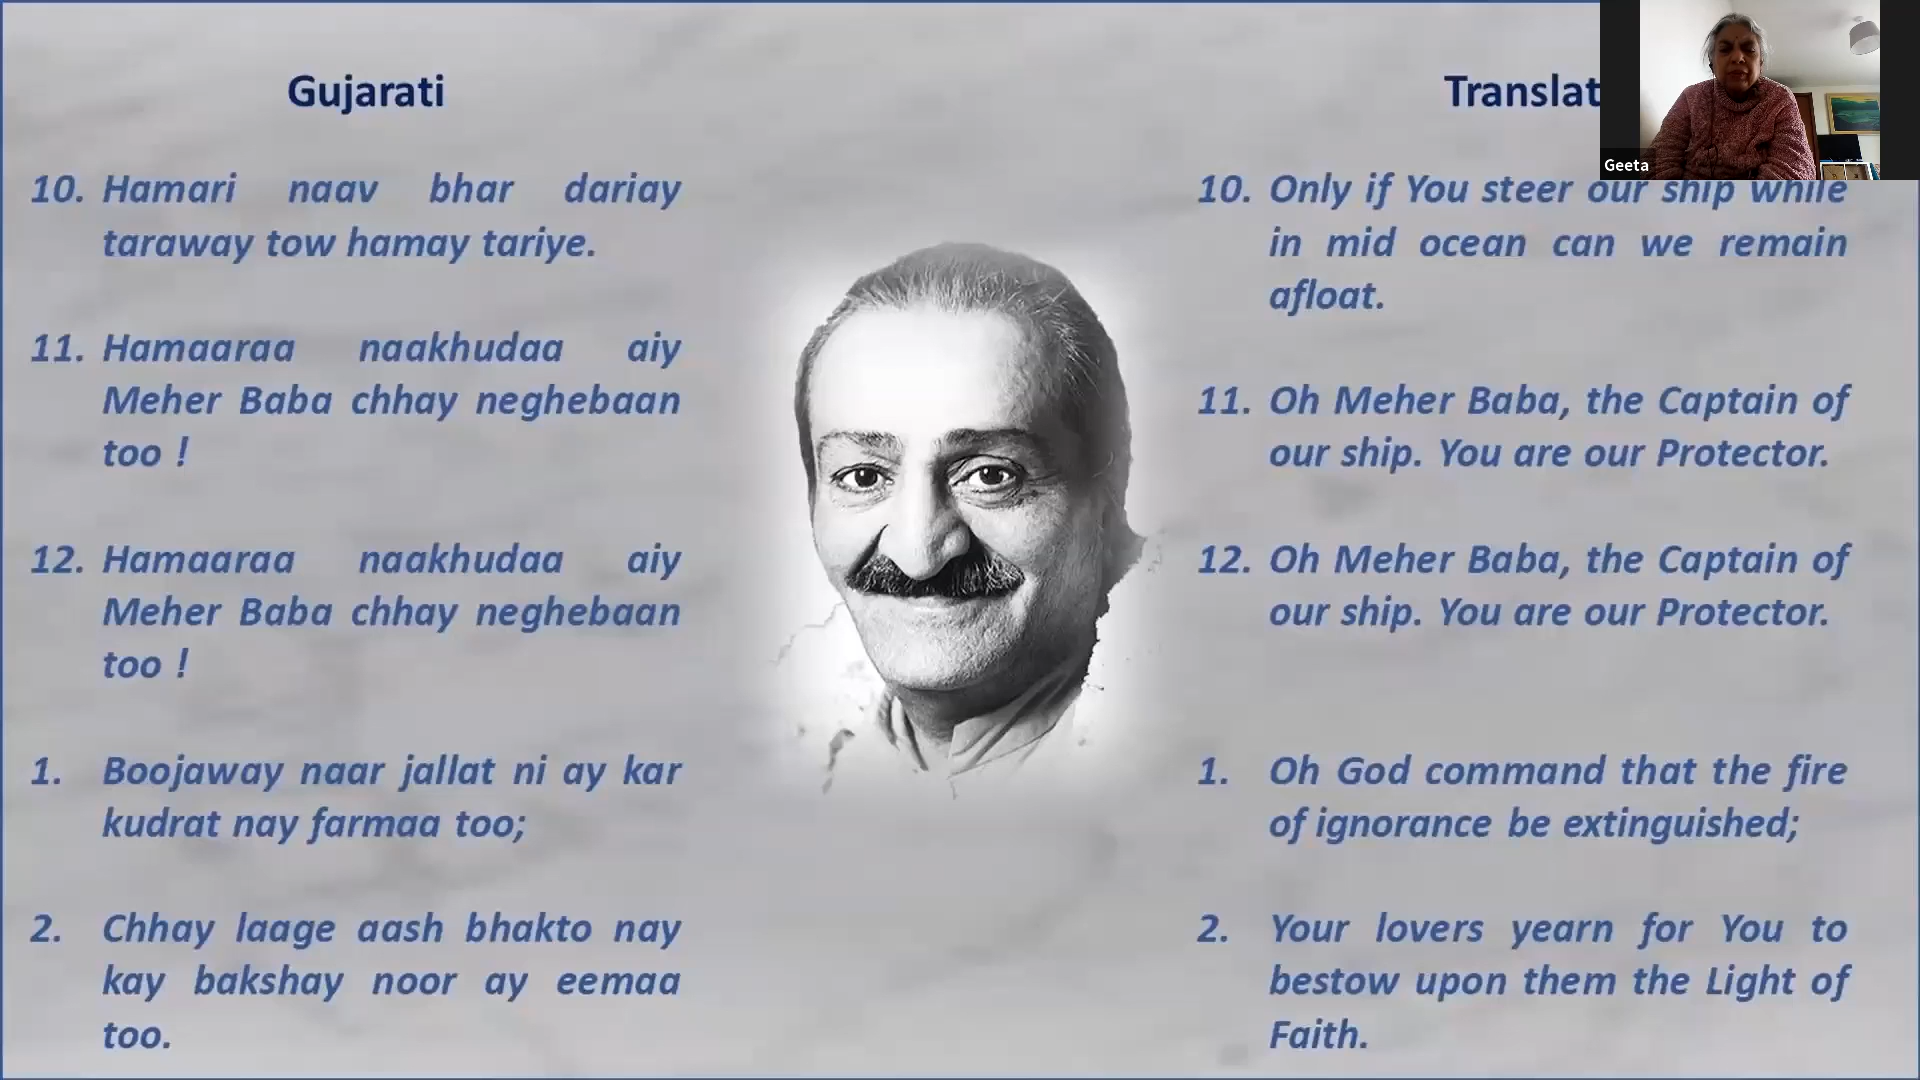 Gujarati
10. Hamari naav bhar dariay
taraway tow hamay tariye.
11. Hamaaraa naakhudaa aiy
Meher Baba chhay neghebaan
too !
12. Hamaaraa naakhudaa aiy
Meher Baba chhay neghebaan
too !
1. Boojaway naar jallat ni ay kar
kudrat nay farmaa too;
2. Chhay laage aash bhakto nay
kay bakshay noor ay eemaa
too.
Translat
10. Only if You steer our ship while
in mid ocean can we remain
afloat.
11. Oh Meher Baba, the Captain of
our ship. You are our Protector.
12. Oh Meher Baba, the Captain of
our ship. You are our Protector.
1. Oh God command that the fire
of ignorance be extinguished;
2. Your lovers yearn for You to
bestow upon them the Light of
Faith.
Geeta